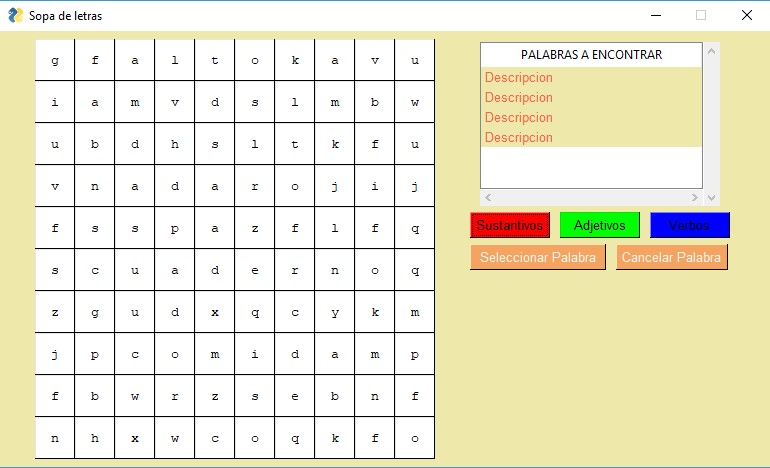 Sopa de letras
g f a l t o k a v u
i a m v d s l m b w
u b d h s l t k f u
v n a d a r o j i j
f s s p a z f l f q
s c u a d e r n o q
z g u d x q c y k m
j p c o m i d a m p
f b w r z s e b n f
n h x w c o q k f o
PALABRAS A ENCONTRAR
Descripcion
Descripcion
Descripcion
Descripcion
Sustantivos Adjetivos Verbos
Seleccionar Palabra Cancelar Palabra